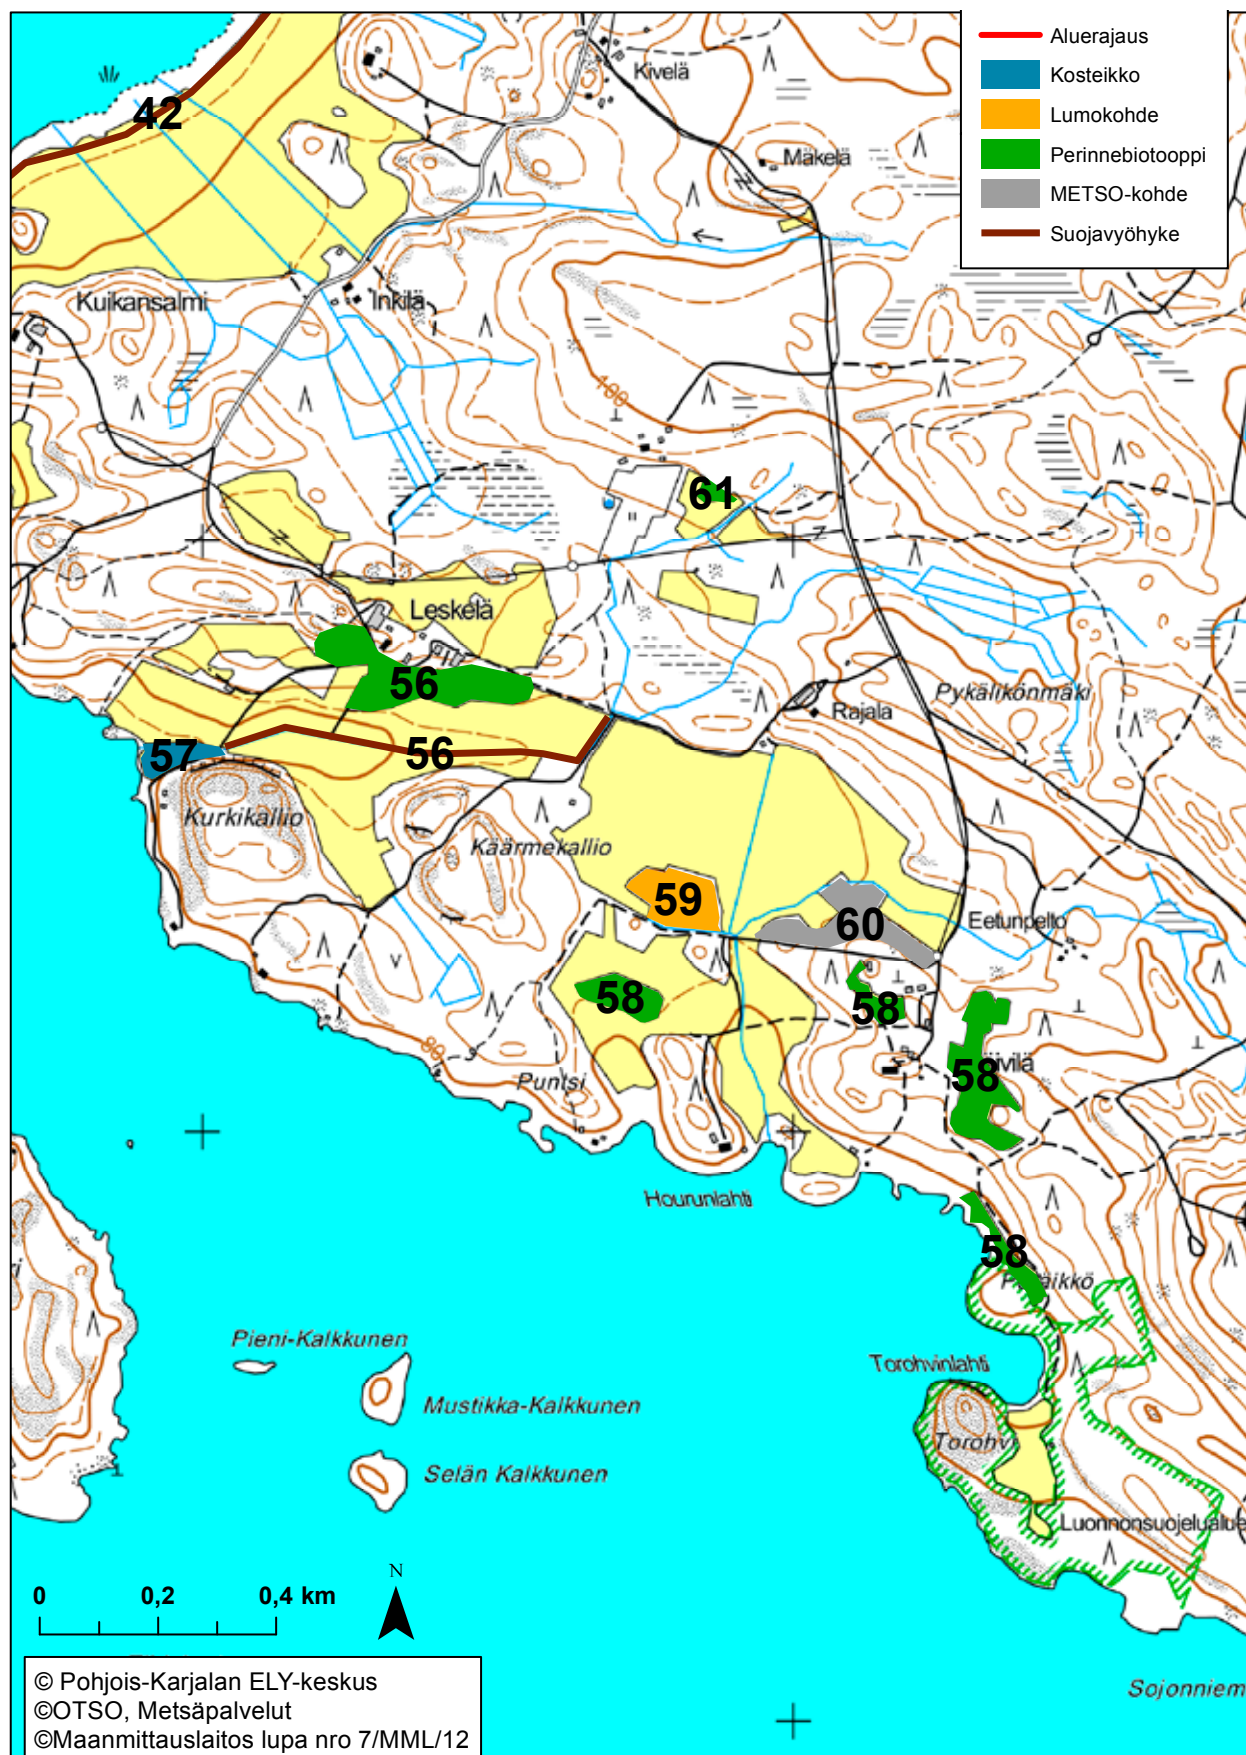 Aluerajaus
Kosteikko
Lumokohde
Perinnebiotooppi
METSO-kohde
Suojavyöhyke
42
Kivelä
Mäkelä
Kuikansalmi
Inkilä
100
61
Leskelä
56
Pykälikönmäki
Rajala
57
56
Kurkikallio
Käärmekallio
59
60
Eetunpelto
58
58
80
Puntsi
58
Hourunlahti
58
Pieni-Kalkkunen
Torohvinlahti
Mustikka-Kalkkunen
Selän Kalkkunen
Luonnonsuojelualue
N
0 0,2 0,4 km
© Pohjois-Karjalan ELY-keskus
©OTSO, Metsäpalvelut
©Maanmittauslaitos lupa nro 7/MML/12
Sojonniem